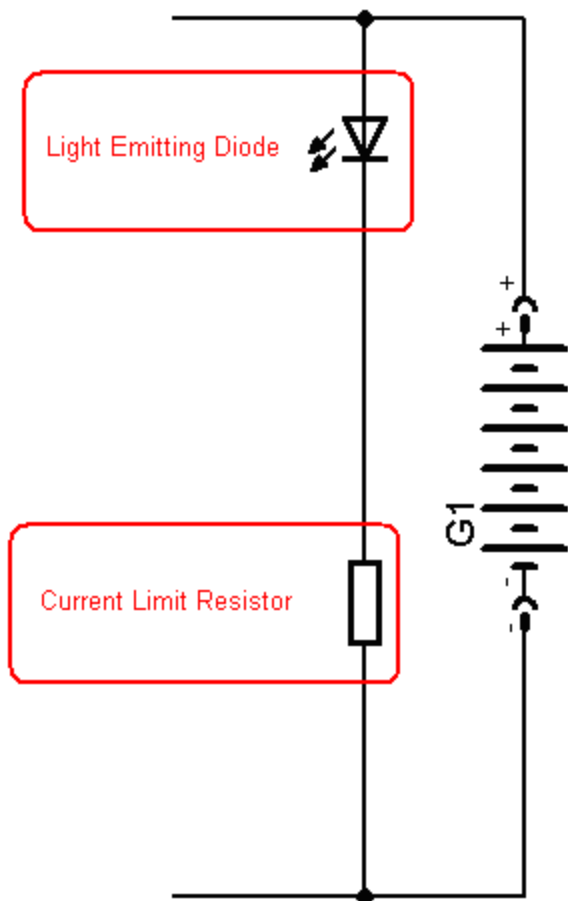 Light Emitting Diode
+
+
G1
Current Limit Resistor
-
-